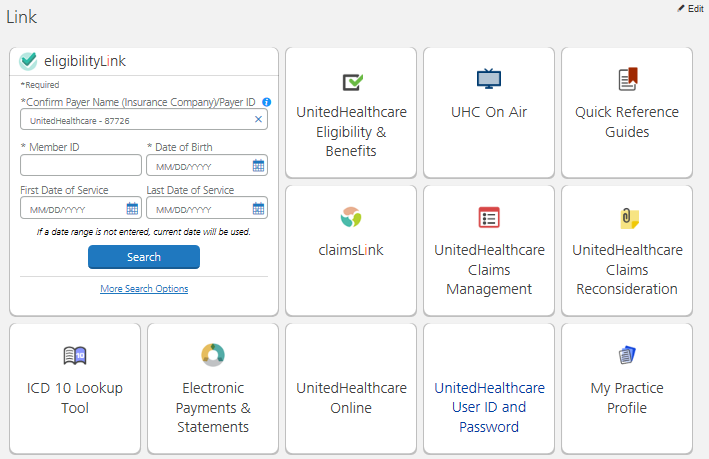 Link
Edit
eligibilityLink
*Required
*Confirm Payer Name (Insurance Company)/Payer ID
UnitedHealthcare - 87726
* Member ID
* Date of Birth
MM/DD/YYYY
First Date of Service
Last Date of Service
MM/DD/YYYY
MM/DD/YYYY
If a date range is not entered, current date will be used.
Search
More Search Options
UnitedHealthcare
Eligibility &
Benefits
UHC On Air
Quick Reference
Guides
claimsLink
UnitedHealthcare
Claims
Management
UnitedHealthcare
Claims
Reconsideration
10
ICD 10 Lookup
Tool
Electronic
Payments &
Statements
UnitedHealthcare
Online
UnitedHealthcare
User ID and
Password
My Practice
Profile